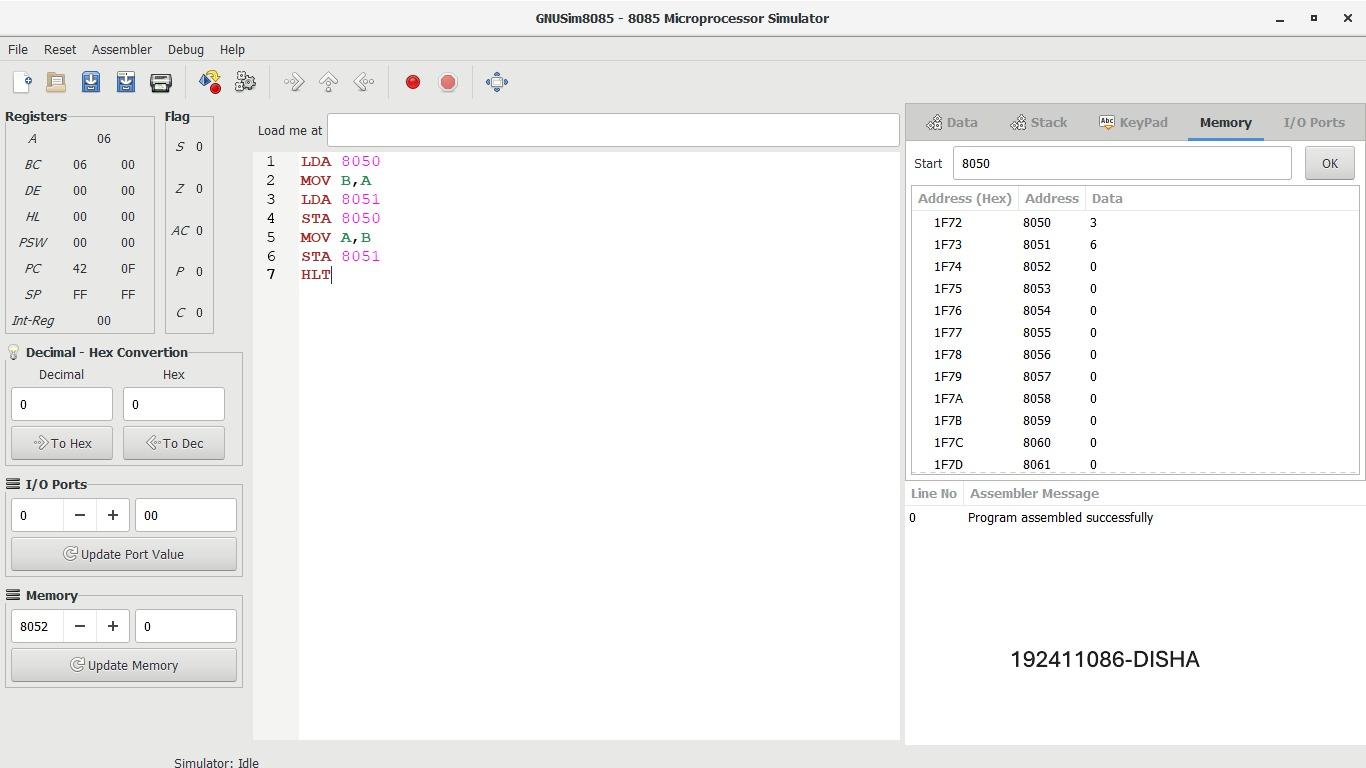 GNUSim8085 - 8085 Microprocessor Simulator
File Reset Assembler Debug Help
Registers
A 06
BC 06 00
DE 00 00
HL 00 00
PSW 00 00
PC 42 0F
SP FF FF
Int-Reg 00
Flag
S 0
Z 0
AC 0
P 0
C 0
Decimal - Hex Convertion
Decimal Hex
0 0
To Hex To Dec
I/O Ports
0 − + 00
Update Port Value
Memory
8052 − + 0
Update Memory
Load me at
1 LDA 8050
2 MOV B,A
3 LDA 8051
4 STA 8050
5 MOV A,B
6 STA 8051
7 HLT
Data Stack Abc KeyPad Memory I/O Ports
Start 8050 OK
Address (Hex) Address Data
1F72 8050 3
1F73 8051 6
1F74 8052 0
1F75 8053 0
1F76 8054 0
1F77 8055 0
1F78 8056 0
1F79 8057 0
1F7A 8058 0
1F7B 8059 0
1F7C 8060 0
1F7D 8061 0
Line No Assembler Message
0 Program assembled successfully
192411086-DISHA
Simulator: Idle